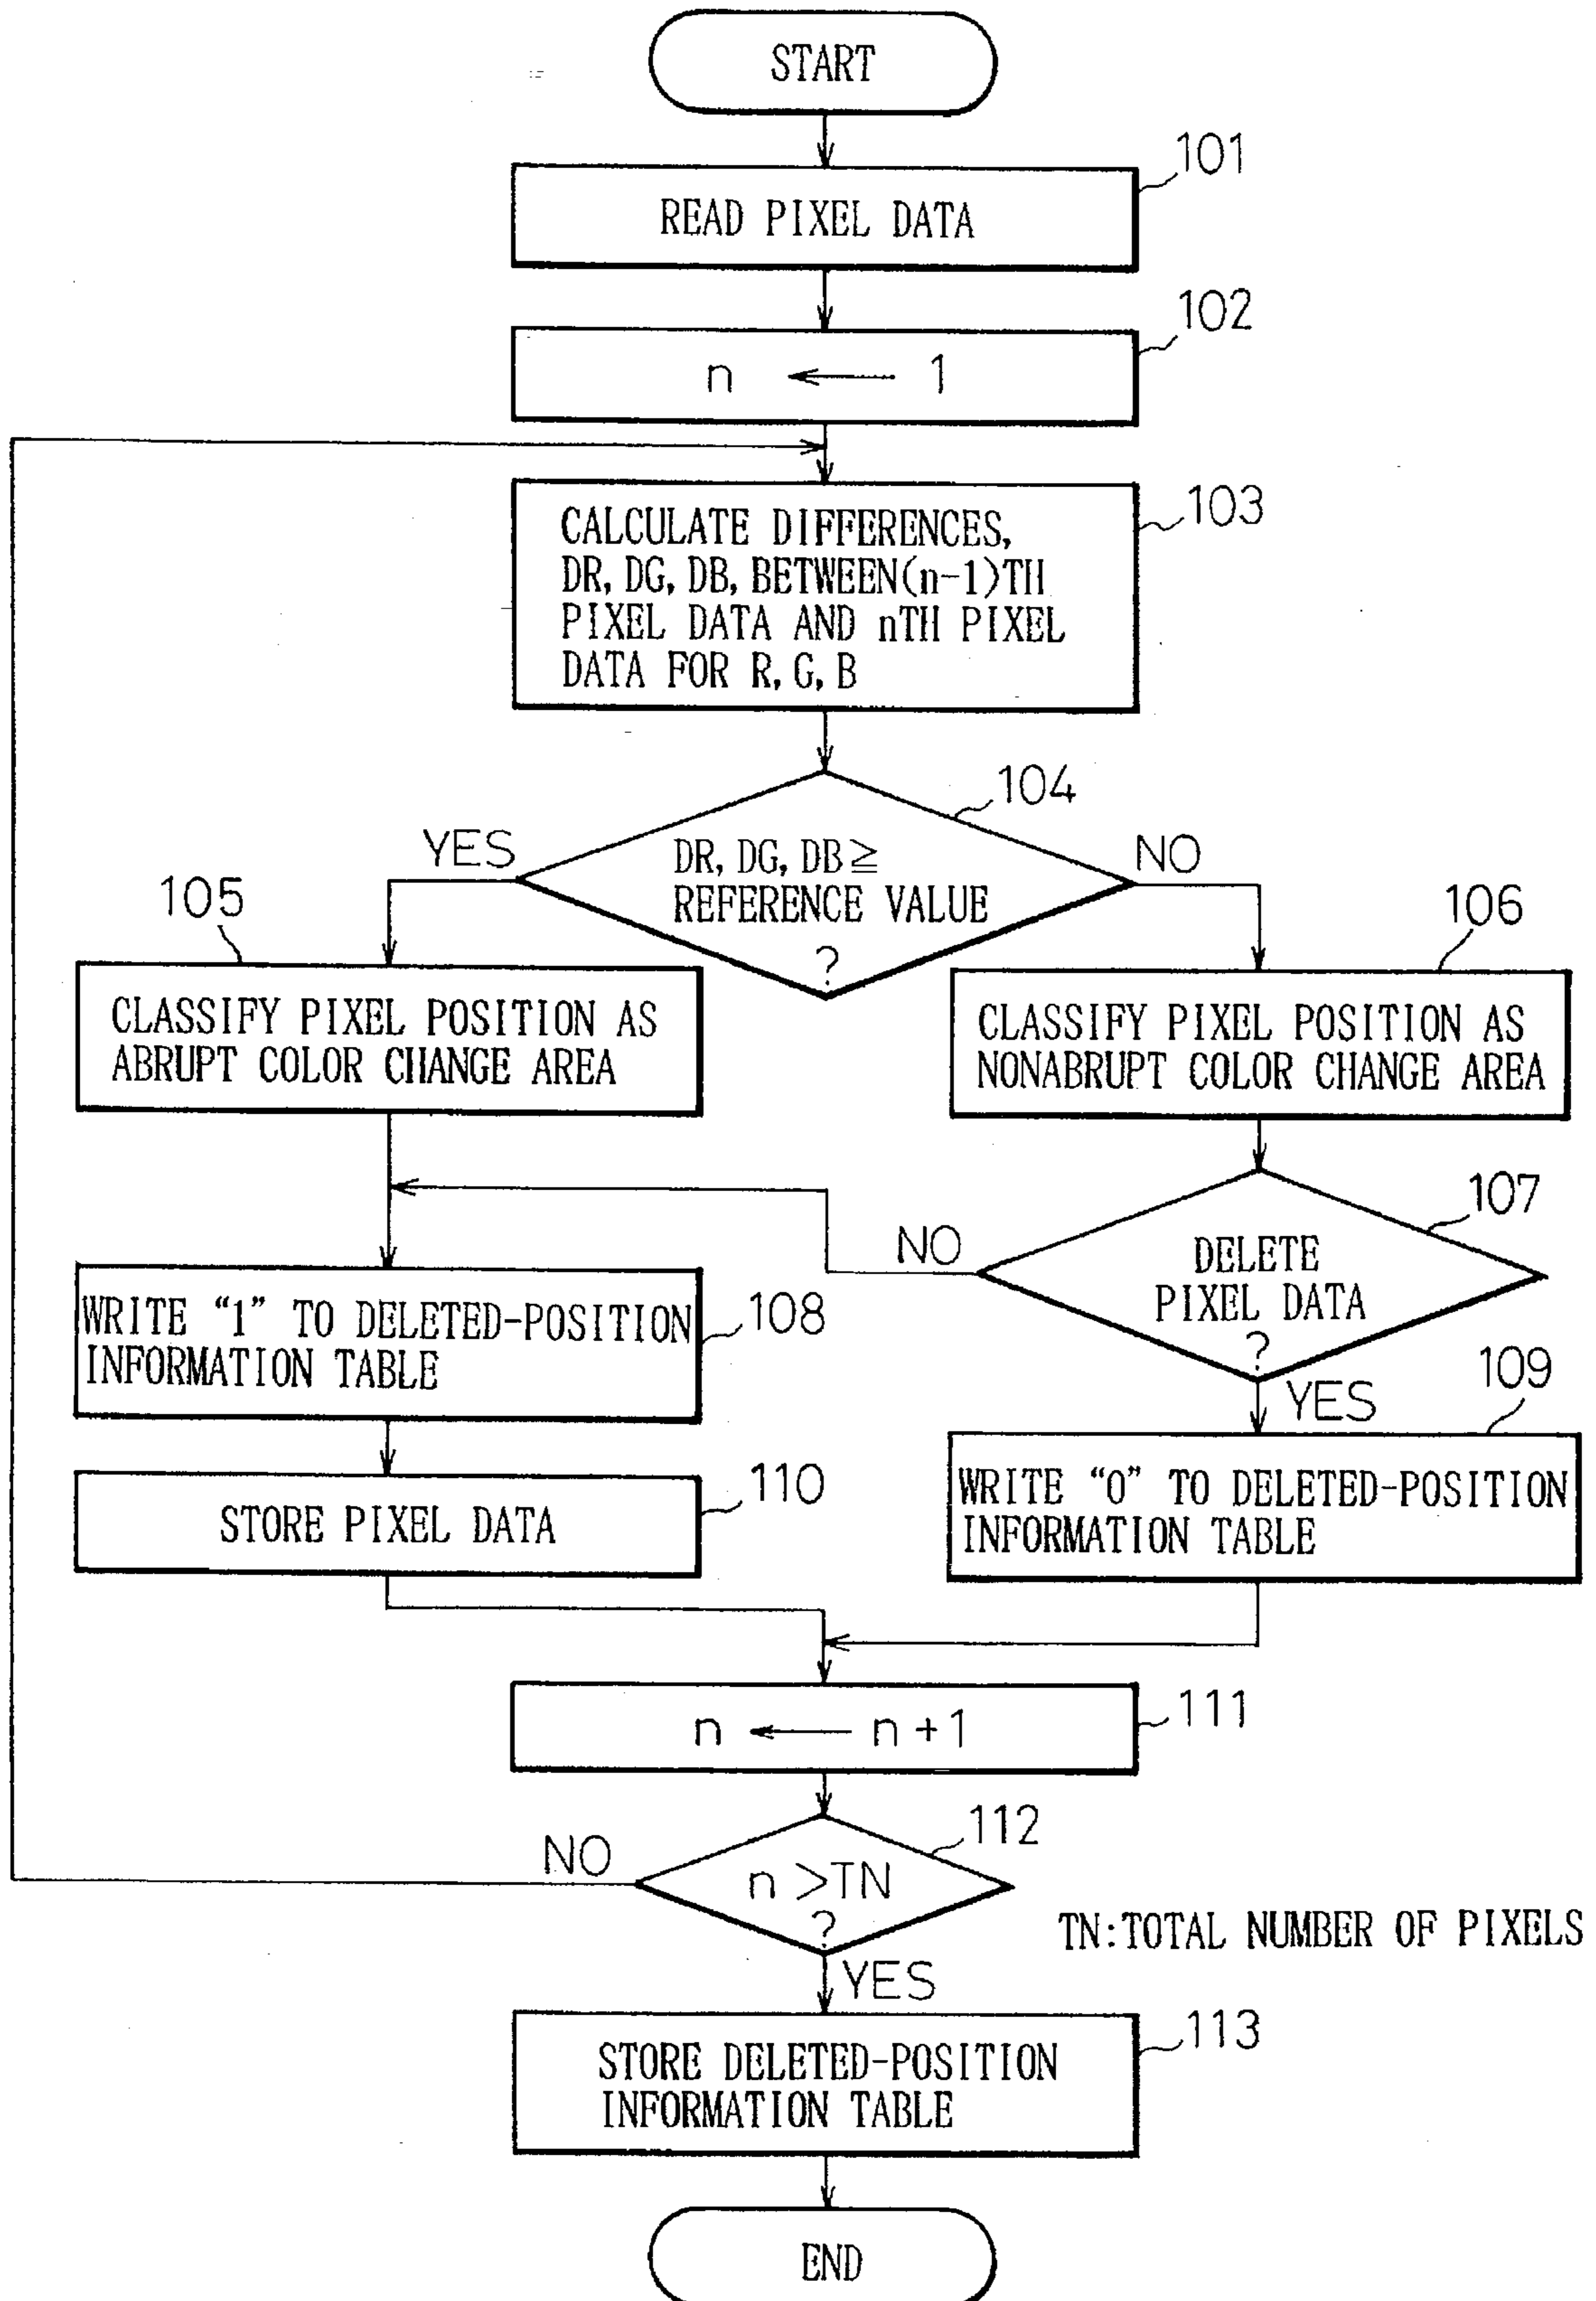 START
101
READ PIXEL DATA
102
n ← 1
103
CALCULATE DIFFERENCES,
DR, DG, DB, BETWEEN(n-1)TH
PIXEL DATA AND nTH PIXEL
DATA FOR R, G, B
104
YES
DR, DG, DB≧
REFERENCE VALUE
?
NO
105
CLASSIFY PIXEL POSITION AS
ABRUPT COLOR CHANGE AREA
106
CLASSIFY PIXEL POSITION AS
NONABRUPT COLOR CHANGE AREA
107
NO
DELETE
PIXEL DATA
?
YES
108
WRITE “1” TO DELETED-POSITION
INFORMATION TABLE
109
WRITE “0” TO DELETED-POSITION
INFORMATION TABLE
110
STORE PIXEL DATA
111
n ← n+1
112
NO
n >TN
?
TN:TOTAL NUMBER OF PIXELS
YES
113
STORE DELETED-POSITION
INFORMATION TABLE
END